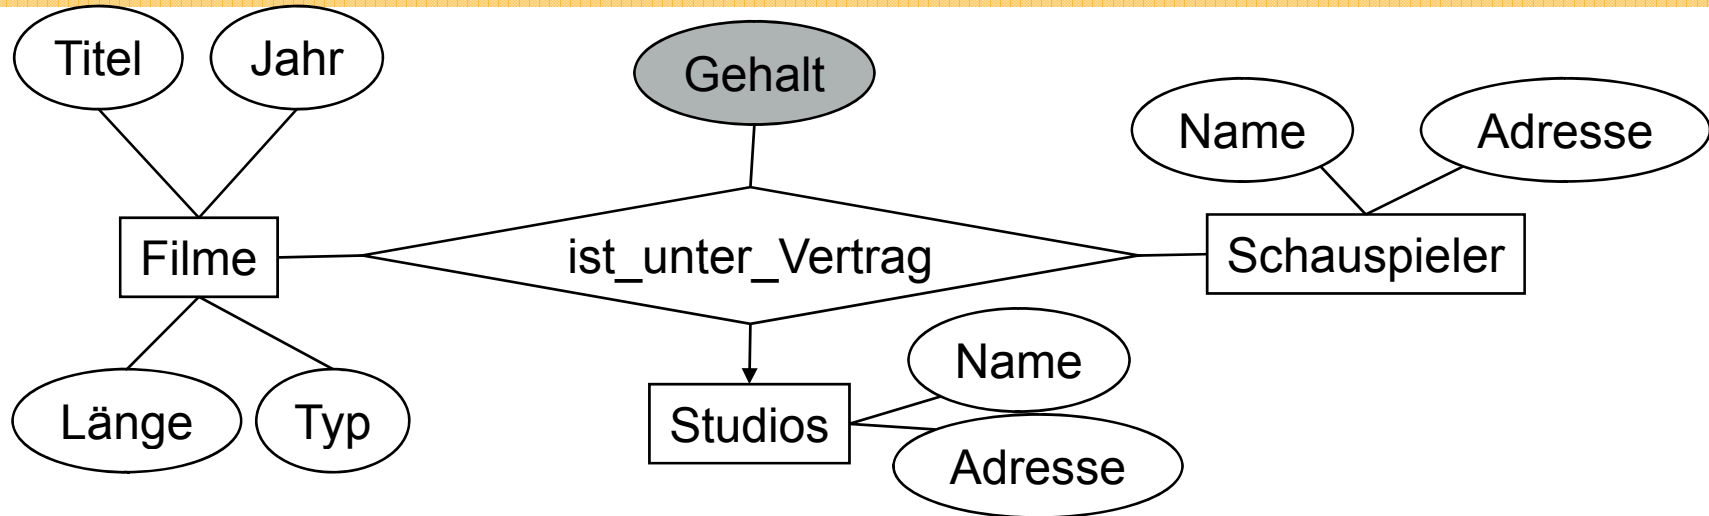 Titel
Jahr
Gehalt
Name
Adresse
Filme
ist_unter_Vertrag
Schauspieler
Name
Länge
Typ
Studios
Adresse